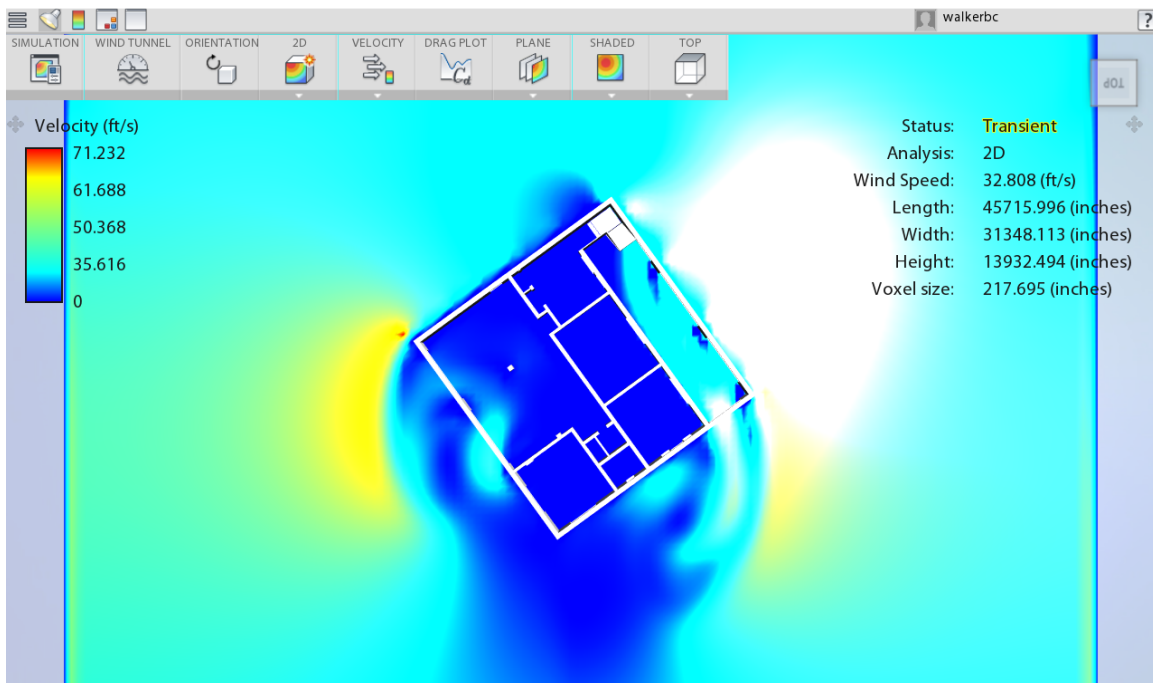 walkerbc
?
SIMULATION WIND TUNNEL ORIENTATION 2D VELOCITY DRAG PLOT PLANE SHADED TOP
Cd
TOP
Velocity (ft/s)
71.232
61.688
50.368
35.616
0
Status: Transient
Analysis: 2D
Wind Speed: 32.808 (ft/s)
Length: 45715.996 (inches)
Width: 31348.113 (inches)
Height: 13932.494 (inches)
Voxel size: 217.695 (inches)